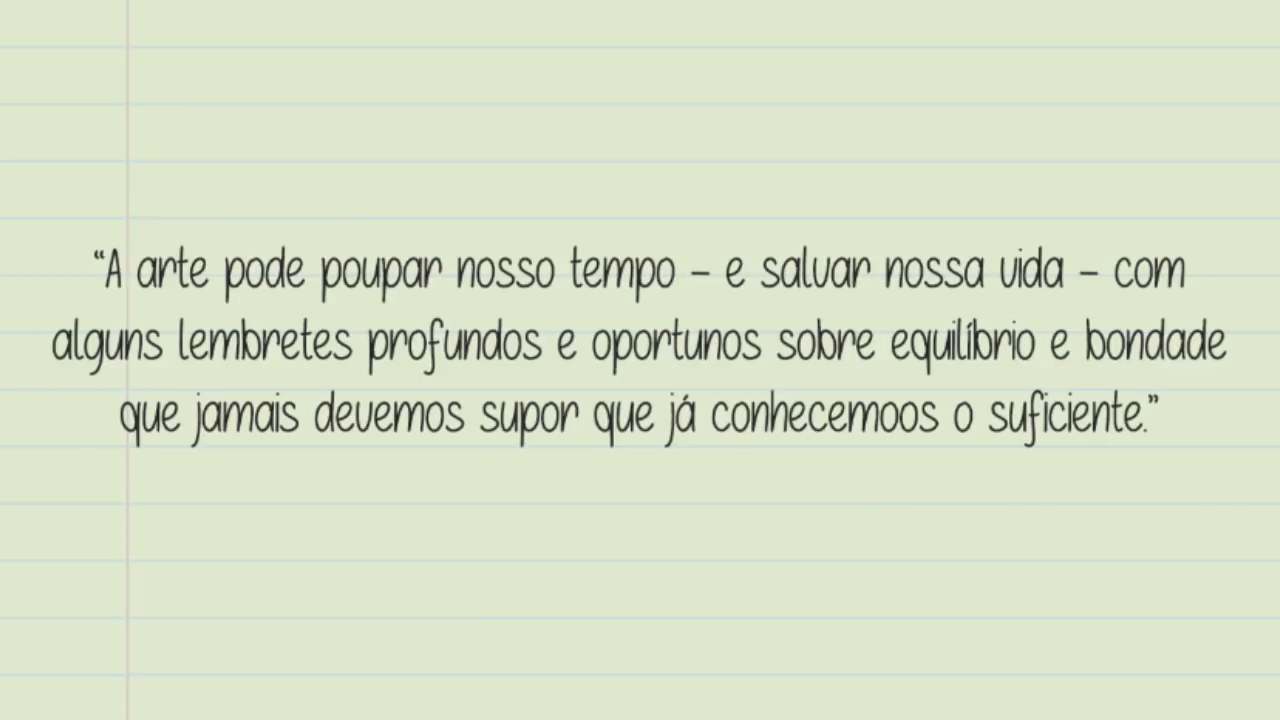 “A arte pode poupar nosso tempo – e salvar nossa vida – com
alguns lembretes profundos e oportunos sobre equilíbrio e bondade
que jamais devemos supor que já conhecemoos o suficiente.”